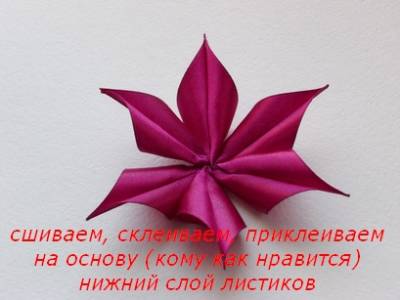 сшиваем, склеиваем, приклеиваем
на основу (кому как нравится)
нижний слой листиков